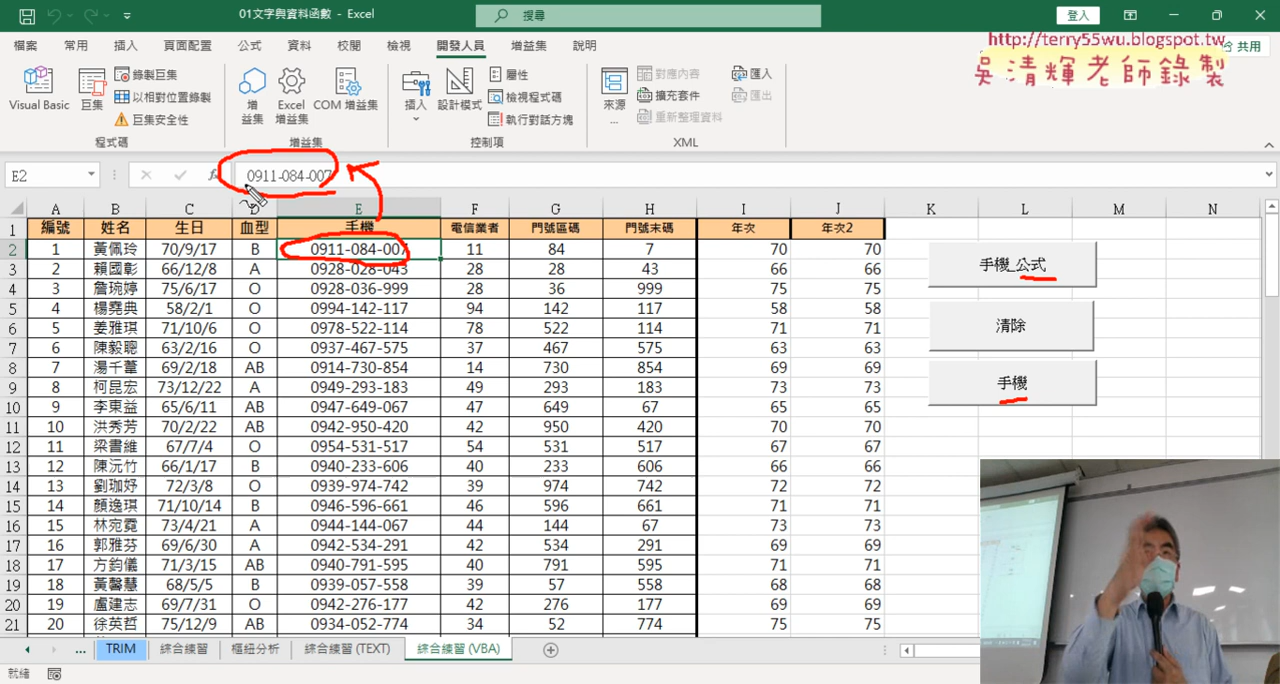 01文字與資料函數 - Excel
搜尋
登入
檔案 常用 插入 頁面配置 公式 資料 校閱 檢視 開發人員 增益集 說明
共用
http://terry55wu.blogspot.tw
吳清輝老師錄製
Visual Basic 巨集 錄製巨集 以相對位置錄製 巨集安全性
增益集 Excel 增益集 COM 增益集
插入 設計模式 屬性 檢視程式碼 執行對話方塊
來源 ... 對應內容 擴充套件 重新整理資料 匯入 匯出
程式碼 增益集 控制項 XML
E2 fx 0911-084-007
A B C D E F G H I J K L M N
1 編號 姓名 生日 血型 手機 電信業者 門號區碼 門號末碼 年次 年次2
2 1 黃佩玲 70/9/17 B 0911-084-007 11 84 7 70 70
3 2 賴國彰 66/12/8 A 0928-028-043 28 28 43 66 66
4 3 詹琬婷 75/6/17 O 0928-036-999 28 36 999 75 75
5 4 楊堯典 58/2/1 O 0994-142-117 94 142 117 58 58
6 5 姜雅琪 71/10/6 O 0978-522-114 78 522 114 71 71
7 6 陳毅聰 63/2/16 O 0937-467-575 37 467 575 63 63
8 7 湯千薰 69/2/18 AB 0914-730-854 14 730 854 69 69
9 8 柯昆宏 73/12/22 A 0949-293-183 49 293 183 73 73
10 9 李東益 65/6/11 AB 0947-649-067 47 649 67 65 65
11 10 洪秀芳 70/2/22 AB 0942-950-420 42 950 420 70 70
12 11 梁書維 67/7/4 O 0954-531-517 54 531 517 67 67
13 12 陳沅竹 66/1/17 B 0940-233-606 40 233 606 66 66
14 13 劉珈妤 72/3/8 O 0939-974-742 39 974 742 72 72
15 14 顏逸琪 71/10/14 B 0946-596-661 46 596 661 71 71
16 15 林宛霓 73/4/21 A 0944-144-067 44 144 67 73 73
17 16 郭雅芬 69/6/30 A 0942-534-291 42 534 291 69 69
18 17 方鈞儀 71/3/15 AB 0940-791-595 40 791 595 71 71
19 18 黃馨慧 68/5/5 B 0939-057-558 39 57 558 68 68
20 19 盧建志 69/7/31 O 0942-276-177 42 276 177 69 69
21 20 徐英哲 75/12/9 AB 0934-052-774 34 52 774 75 75
手機_公式
清除
手機
... TRIM 綜合練習 樞紐分析 綜合練習(TEXT) 綜合練習(VBA)
就緒